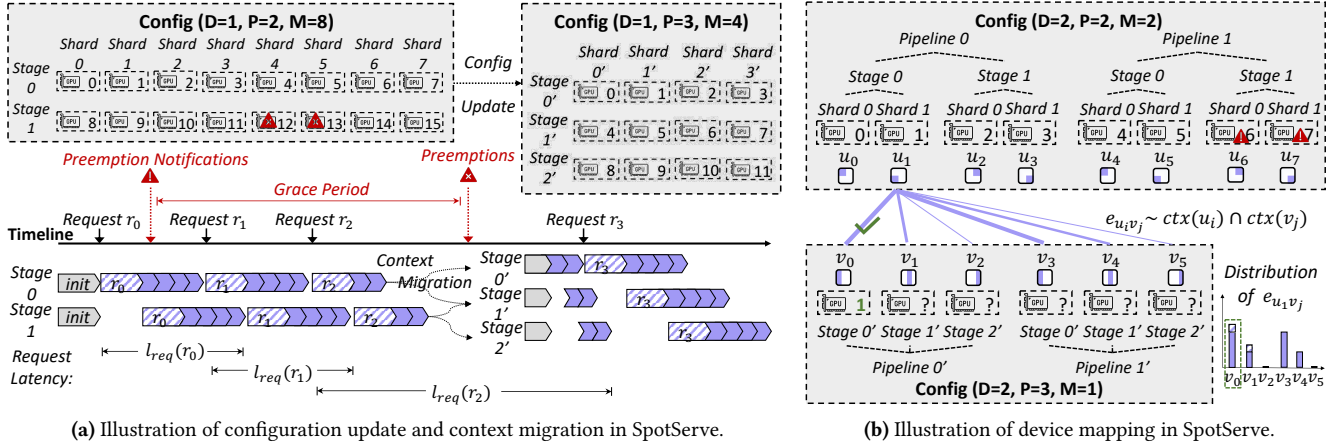 Config (D=1, P=2, M=8)
Shard 0 Shard 1 Shard 2 Shard 3 Shard 4 Shard 5 Shard 6 Shard 7
Stage 0
GPU 0 GPU 1 GPU 2 GPU 3 GPU 4 GPU 5 GPU 6 GPU 7
Stage 1
GPU 8 GPU 9 GPU 10 GPU 11 12 13 GPU 14 GPU 15
Config
Update
Config (D=1, P=3, M=4)
Shard 0' Shard 1' Shard 2' Shard 3'
Stage 0'
GPU 0 GPU 1 GPU 2 GPU 3
Stage 1'
GPU 4 GPU 5 GPU 6 GPU 7
Stage 2'
GPU 8 GPU 9 GPU 10 GPU 11
Preemption Notifications
Preemptions
Grace Period
Request r0 Request r1 Request r2 Request r3
Timeline
Stage 0
init r0 r1 r2
Stage 1
init r0 r1 r2
Context
Migration
Stage 0'
r3
Stage 1'
r3
Stage 2'
r3
Request
Latency:
l_req(r0)
l_req(r1)
l_req(r2)
(a) Illustration of configuration update and context migration in SpotServe.
Config (D=2, P=2, M=2)
Pipeline 0 Pipeline 1
Stage 0 Stage 1 Stage 0 Stage 1
Shard 0 Shard 1 Shard 0 Shard 1 Shard 0 Shard 1 Shard 0 Shard 1
GPU 0 GPU 1 GPU 2 GPU 3 GPU 4 GPU 5 GPU 6 GPU 7
u0 u1 u2 u3 u4 u5 u6 u7
e_{u_i v_j} ~ ctx(u_i) ∩ ctx(v_j)
v0 v1 v2 v3 v4 v5
GPU 1 GPU ? GPU ? GPU ? GPU ? GPU ?
Stage 0' Stage 1' Stage 2' Stage 0' Stage 1' Stage 2'
Pipeline 0' Pipeline 1'
Config (D=2, P=3, M=1)
Distribution
of e_{u_1 v_j}
v0 v1 v2 v3 v4 v5
(b) Illustration of device mapping in SpotServe.